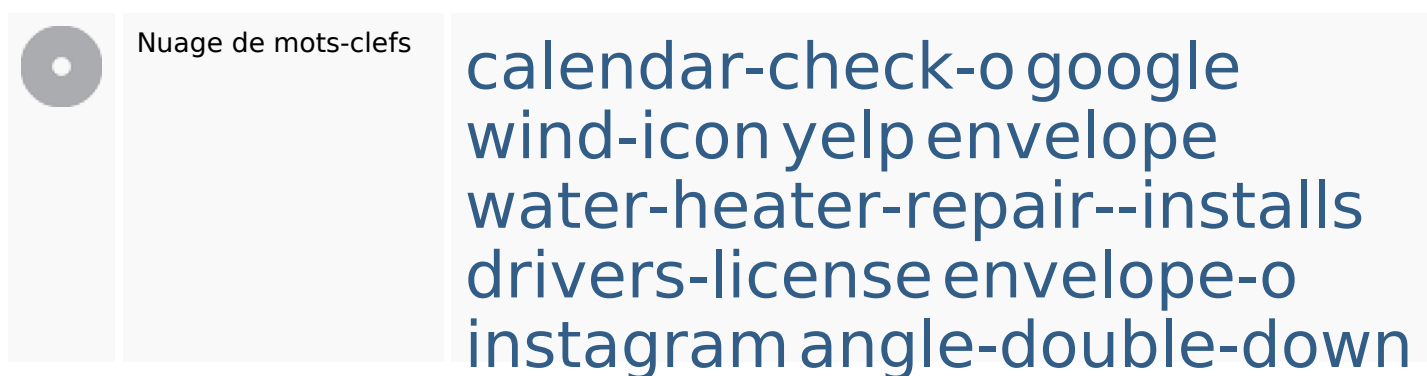 Nuage de mots-clefs
calendar-check-o google
wind-icon yelp envelope
water-heater-repair--installs
drivers-license envelope-o
instagram angle-double-down